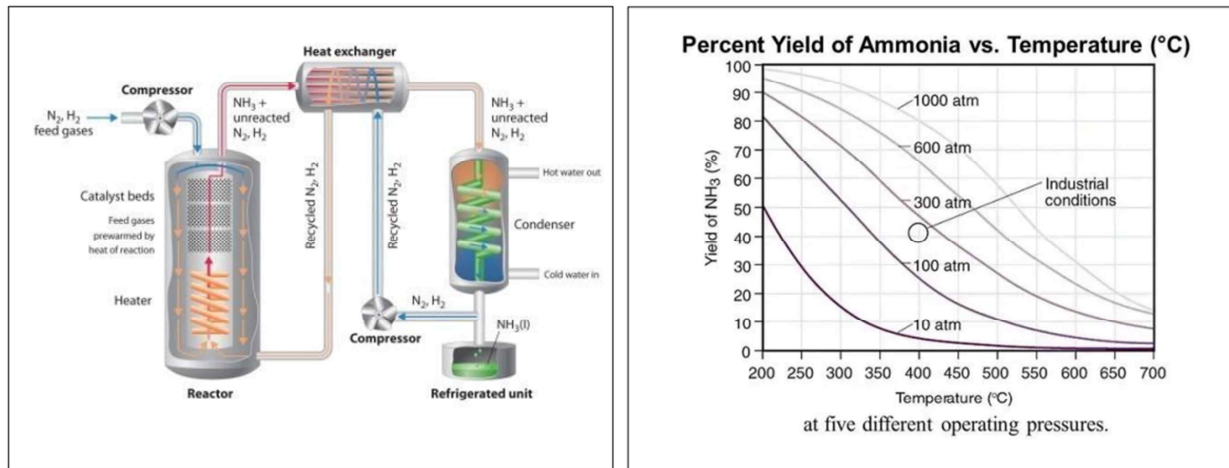 Heat exchanger
Compressor
N₂, H₂
feed gases
NH₃ +
unreacted
N₂, H₂
NH₃ +
unreacted
N₂, H₂
Catalyst beds
Feed gases
prewarmed by
heat of reaction
Heater
Recycled N₂, H₂
Recycled N₂, H₂
Hot water out
Condenser
Cold water in
N₂, H₂
Compressor
NH₃(l)
Reactor
Refrigerated unit
Percent Yield of Ammonia vs. Temperature (°C)
Yield of NH₃ (%)
100
90
80
70
60
50
40
30
20
10
0
1000 atm
600 atm
300 atm
Industrial
conditions
100 atm
10 atm
200 250 300 350 400 450 500 550 600 650 700
Temperature (°C)
at five different operating pressures.